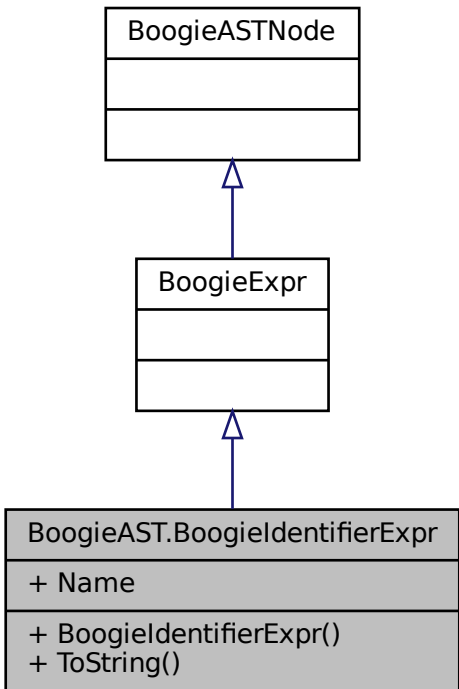 BoogieASTNode
BoogieExpr
BoogieAST.BoogieIdentifierExpr
+ Name
+ BoogieIdentifierExpr()
+ ToString()